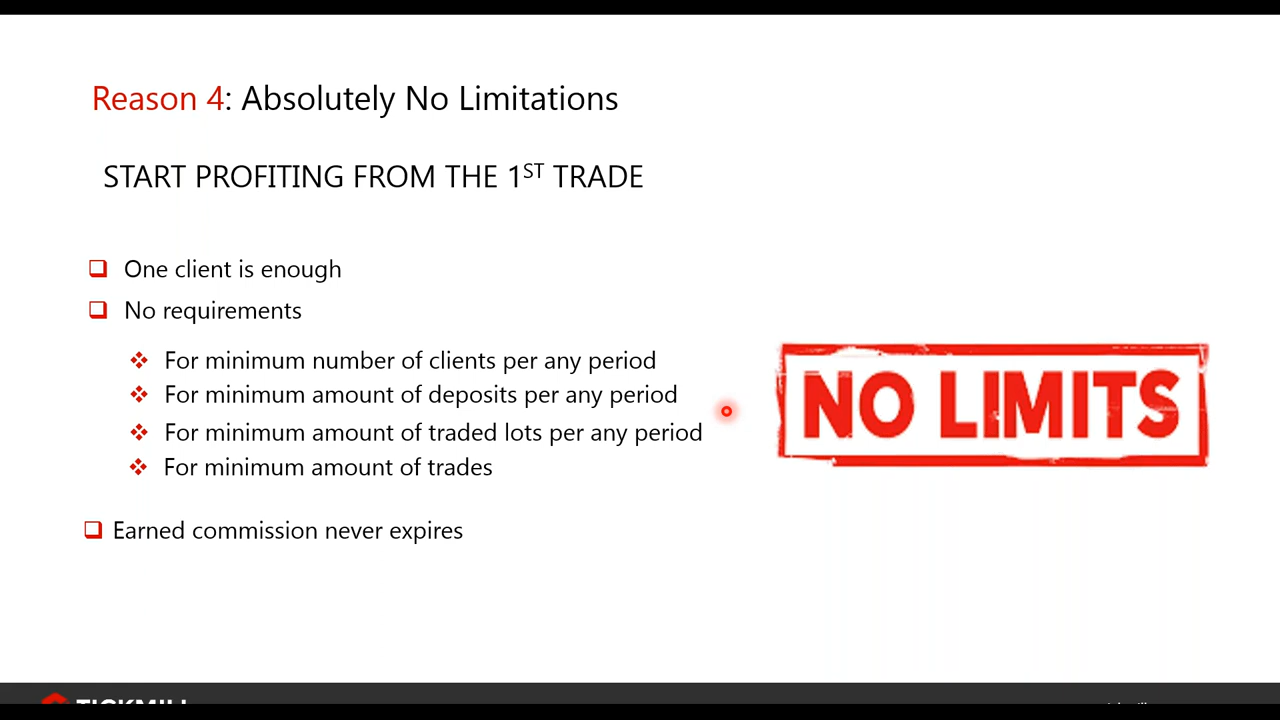 Reason 4: Absolutely No Limitations
START PROFITING FROM THE 1ST TRADE
One client is enough
No requirements
For minimum number of clients per any period
For minimum amount of deposits per any period
For minimum amount of traded lots per any period
For minimum amount of trades
Earned commission never expires
NO LIMITS
TICKMILL